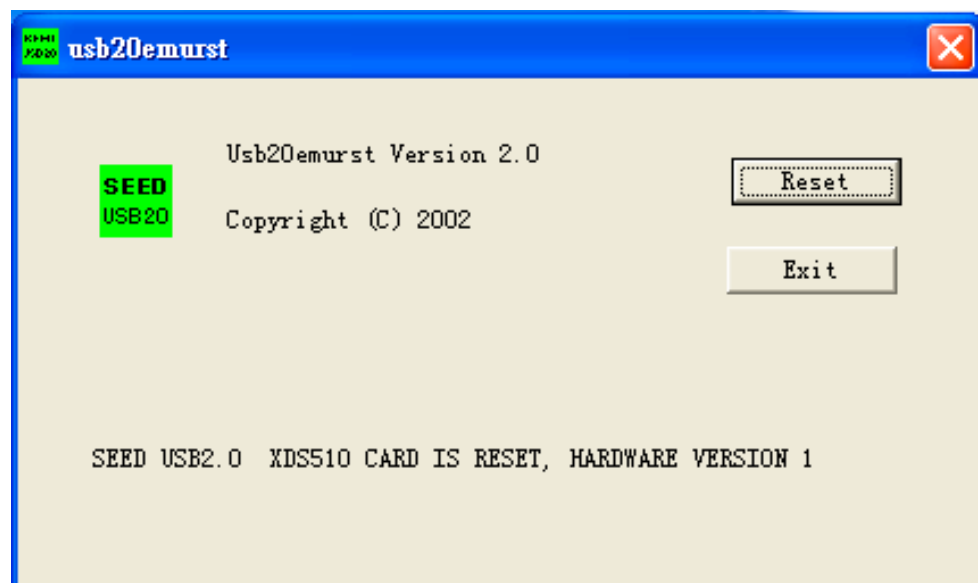 usb20emurst
Usb20emurst Version 2.0
SEED
USB20
Copyright (C) 2002
Reset
Exit
SEED USB2.0 XDS510 CARD IS RESET, HARDWARE VERSION 1